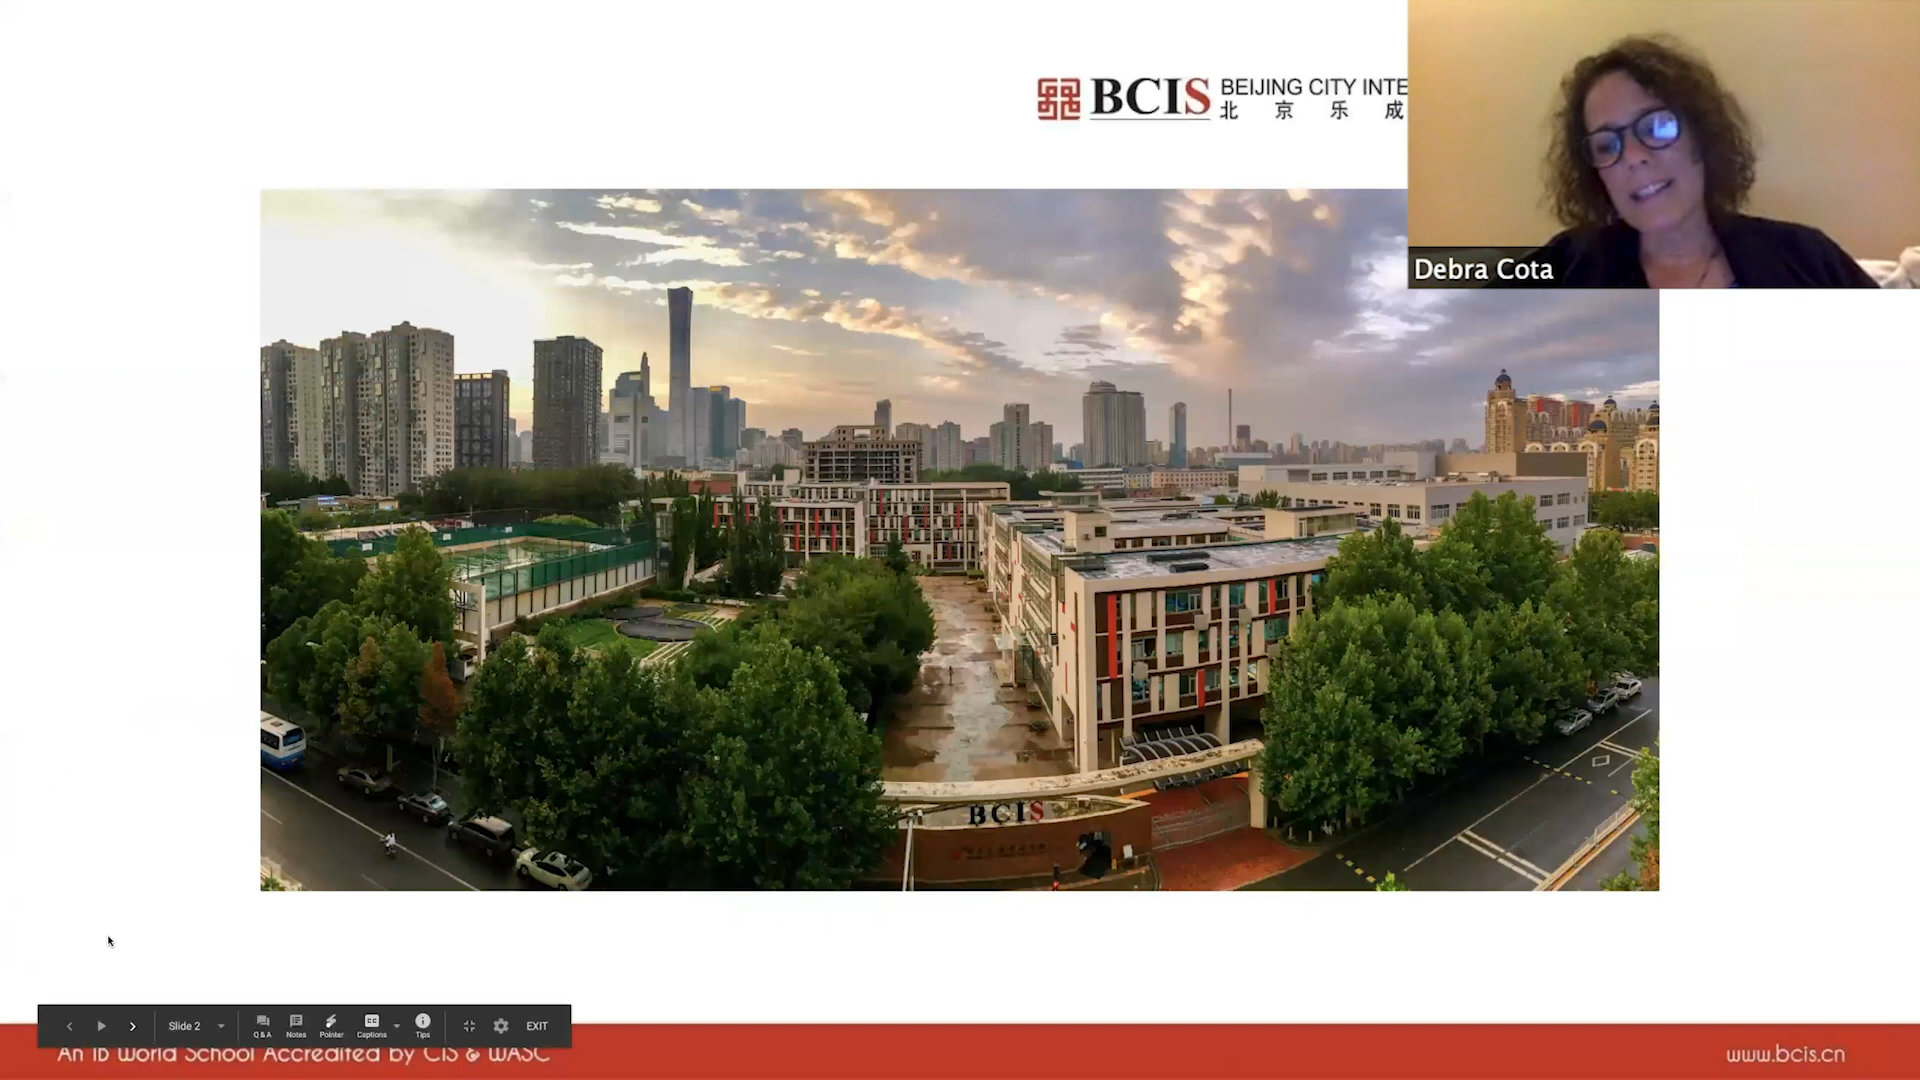 BCIS
BEIJING CITY INTE
北 京 乐 成
Debra Cota
BCIS
Slide 2
Q & A
Notes
Pointer
Captions
Tips
EXIT
An IB World School Accredited by CIS & WASC
www.bcis.cn